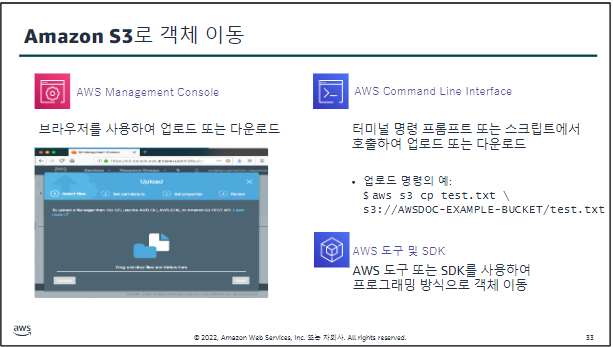 Amazon S3로 객체 이동
AWS Management Console
브라우저를 사용하여 업로드 또는 다운로드
Upload
1 Select files
2 Set permissions
3 Set properties
4 Review
Drag and drop files and folders here
AWS Command Line Interface
터미널 명령 프롬프트 또는 스크립트에서
호출하여 업로드 또는 다운로드
• 업로드 명령의 예:
$ aws s3 cp test.txt \
s3://AWSDOC-EXAMPLE-BUCKET/test.txt
AWS 도구 및 SDK
AWS 도구 또는 SDK를 사용하여
프로그래밍 방식으로 객체 이동
aws
© 2022, Amazon Web Services, Inc. 또는 자회사. All rights reserved.
33